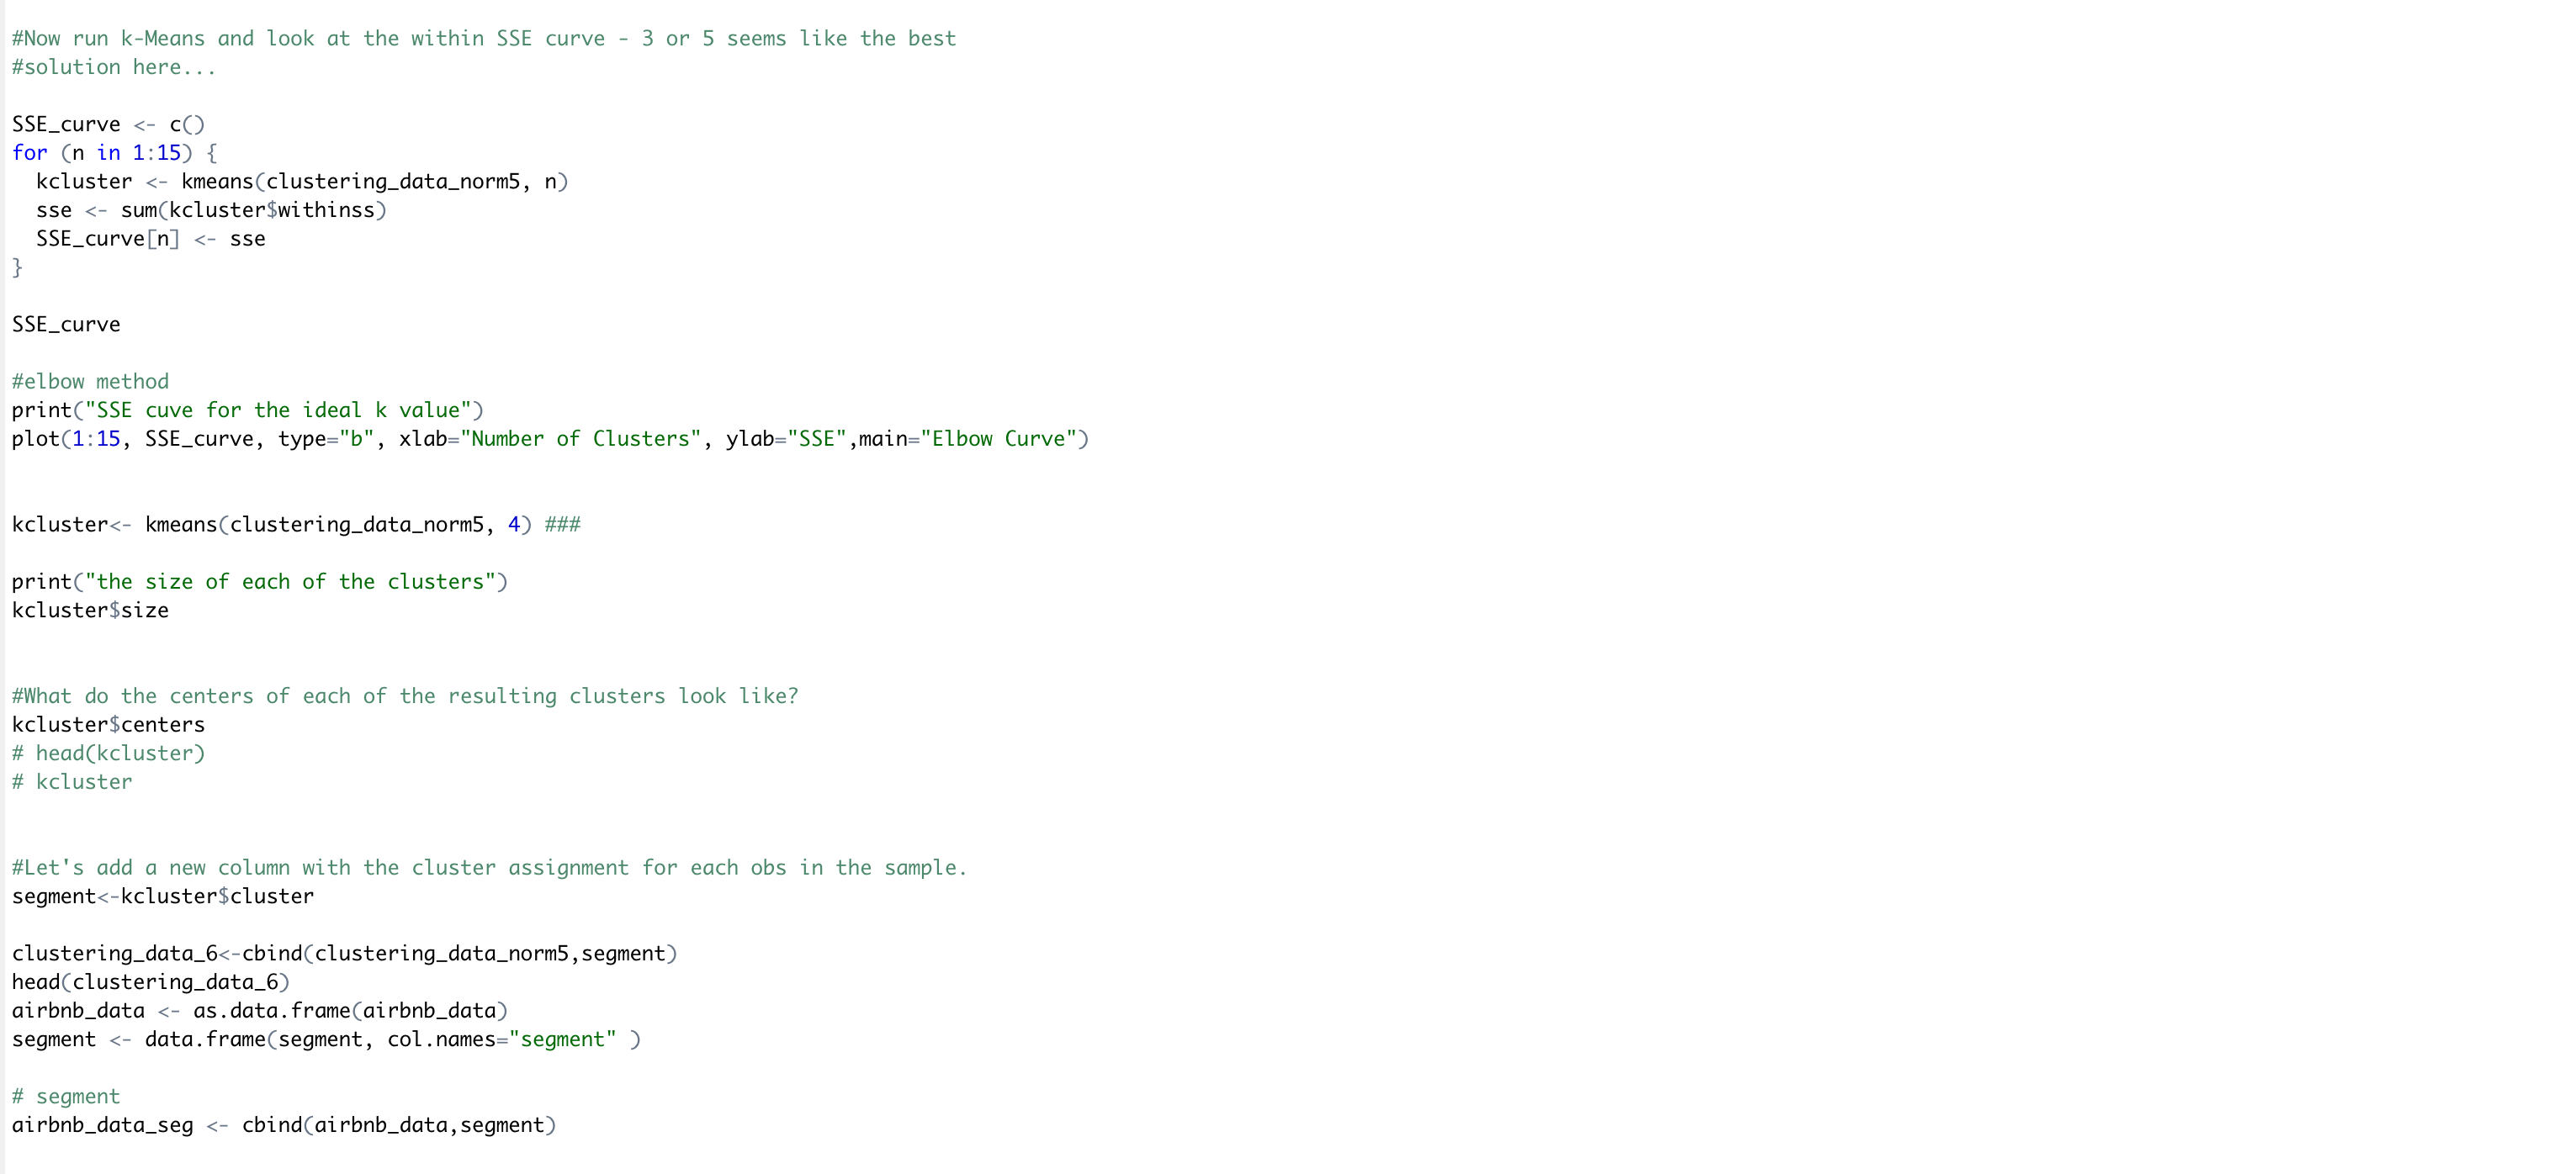 #Now run k-Means and look at the within SSE curve - 3 or 5 seems like the best
#solution here...
SSE_curve <- c()
for (n in 1:15) {
  kcluster <- kmeans(clustering_data_norm5, n)
  sse <- sum(kcluster$withinss)
  SSE_curve[n] <- sse
}
SSE_curve
#elbow method
print("SSE cuve for the ideal k value")
plot(1:15, SSE_curve, type="b", xlab="Number of Clusters", ylab="SSE",main="Elbow Curve")
kcluster<- kmeans(clustering_data_norm5, 4) ###
print("the size of each of the clusters")
kcluster$size
#What do the centers of each of the resulting clusters look like?
kcluster$centers
# head(kcluster)
# kcluster
#Let's add a new column with the cluster assignment for each obs in the sample.
segment<-kcluster$cluster
clustering_data_6<-cbind(clustering_data_norm5,segment)
head(clustering_data_6)
airbnb_data <- as.data.frame(airbnb_data)
segment <- data.frame(segment, col.names="segment" )
# segment
airbnb_data_seg <- cbind(airbnb_data,segment)